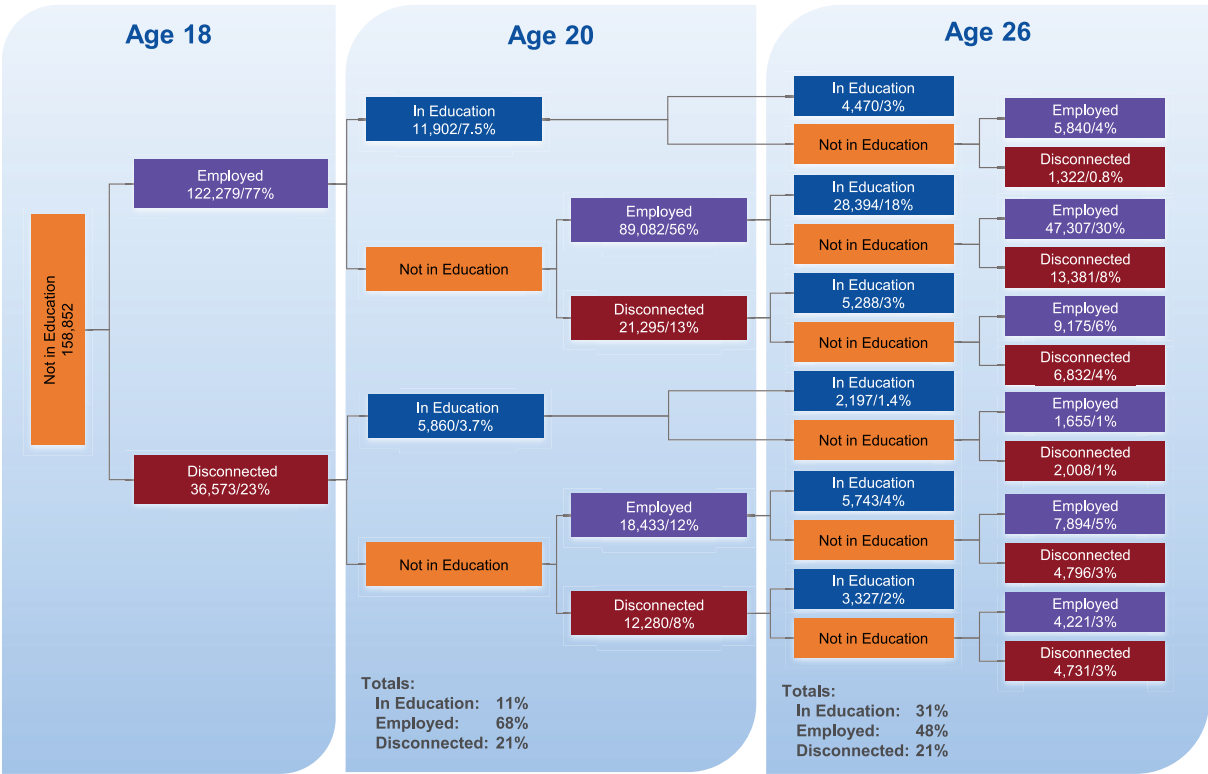 Age 18
Age 20
Age 26
Not in Education
158,852
Employed
122,279/77%
Disconnected
36,573/23%
In Education
11,902/7.5%
Not in Education
Employed
89,082/56%
Disconnected
21,295/13%
In Education
5,860/3.7%
Not in Education
Employed
18,433/12%
Disconnected
12,280/8%
Totals:
In Education: 11%
Employed: 68%
Disconnected: 21%
In Education
4,470/3%
Not in Education
Employed
5,840/4%
Disconnected
1,322/0.8%
In Education
28,394/18%
Not in Education
Employed
47,307/30%
Disconnected
13,381/8%
In Education
5,288/3%
Not in Education
Employed
9,175/6%
Disconnected
6,832/4%
In Education
2,197/1.4%
Not in Education
Employed
1,655/1%
Disconnected
2,008/1%
In Education
5,743/4%
Not in Education
Employed
7,894/5%
Disconnected
4,796/3%
In Education
3,327/2%
Not in Education
Employed
4,221/3%
Disconnected
4,731/3%
Totals:
In Education: 31%
Employed: 48%
Disconnected: 21%